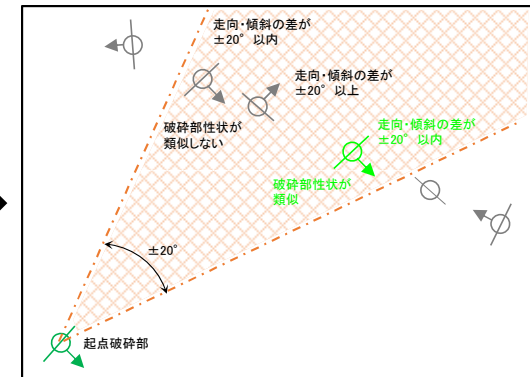 走向・傾斜の差が
±20°以内
走向・傾斜の差が
±20°以上
破砕部性状が
類似しない
走向・傾斜の差が
±20°以内
破砕部性状が
類似
±20°
起点破砕部